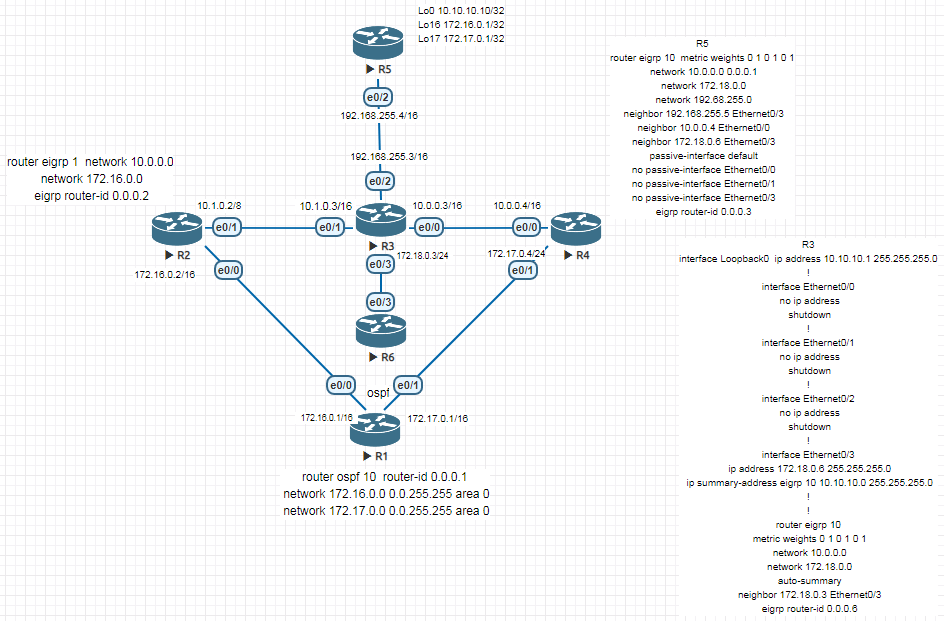 Lo0 10.10.10.10/32
Lo16 172.16.0.1/32
Lo17 172.17.0.1/32
R5
e0/2
192.168.255.4/16
192.168.255.3/16
e0/2
router eigrp 1 network 10.0.0.0
network 172.16.0.0
eigrp router-id 0.0.0.2
10.1.0.2/8
10.1.0.3/16
10.0.0.3/16
10.0.0.4/16
e0/1
e0/1
e0/0
e0/0
R2
R3
R4
172.16.0.2/16
e0/0
e0/3
172.18.0.3/24
172.17.0.4/24
e0/1
e0/3
R6
e0/0
ospf
e0/1
172.16.0.1/16
172.17.0.1/16
R1
router ospf 10 router-id 0.0.0.1
network 172.16.0.0 0.0.255.255 area 0
network 172.17.0.0 0.0.255.255 area 0
R5
router eigrp 10 metric weights 0 1 0 1 0 1
network 10.0.0.0 0.0.0.1
network 172.18.0.0
network 192.68.255.0
neighbor 192.168.255.5 Ethernet0/3
neighbor 10.0.0.4 Ethernet0/0
neighbor 172.18.0.6 Ethernet0/3
passive-interface default
no passive-interface Ethernet0/0
no passive-interface Ethernet0/1
no passive-interface Ethernet0/3
eigrp router-id 0.0.0.3
R3
interface Loopback0 ip address 10.10.10.1 255.255.255.0
!
interface Ethernet0/0
no ip address
shutdown
!
interface Ethernet0/1
no ip address
shutdown
!
interface Ethernet0/2
no ip address
shutdown
!
interface Ethernet0/3
ip address 172.18.0.6 255.255.255.0
ip summary-address eigrp 10 10.10.10.0 255.255.255.0
!
!
router eigrp 10
metric weights 0 1 0 1 0 1
network 10.0.0.0
network 172.18.0.0
auto-summary
neighbor 172.18.0.3 Ethernet0/3
eigrp router-id 0.0.0.6